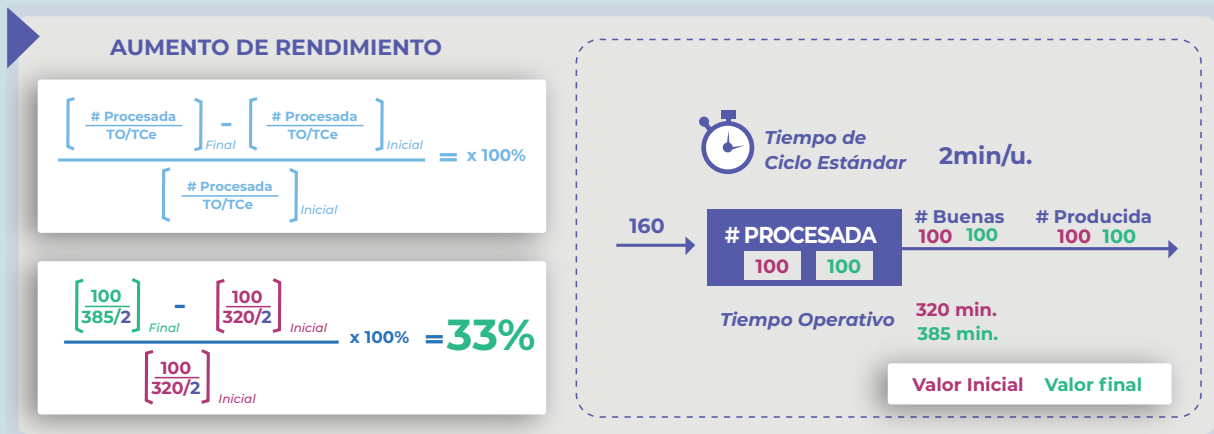 AUMENTO DE RENDIMIENTO
# Procesada
TO/TCe
Final
-
# Procesada
TO/TCe
Inicial
# Procesada
TO/TCe
Inicial
= x 100%
100
385/2
Final
-
100
320/2
Inicial
100
320/2
Inicial
x 100% = 33%
Tiempo de
Ciclo Estándar
2min/u.
160
# PROCESADA
100 100
# Buenas
100 100
# Producida
100 100
Tiempo Operativo
320 min.
385 min.
Valor Inicial Valor final